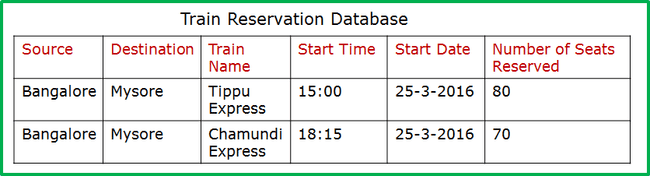 Train Reservation Database
Source Destination Train Name Start Time Start Date Number of Seats Reserved
Bangalore Mysore Tippu Express 15:00 25-3-2016 80
Bangalore Mysore Chamundi Express 18:15 25-3-2016 70